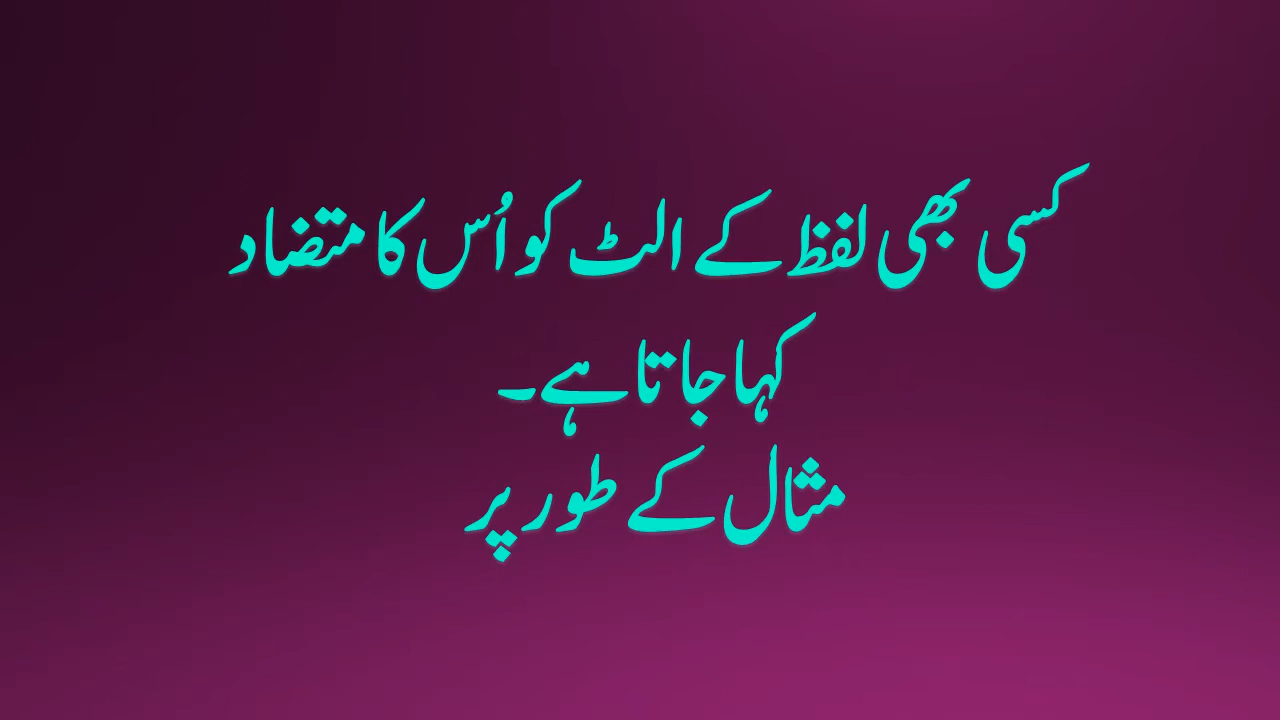 کسی بھی لفظ کے الٹ کو اُس کا متضاد
کہا جاتا ہے۔
مثال کے طور پر